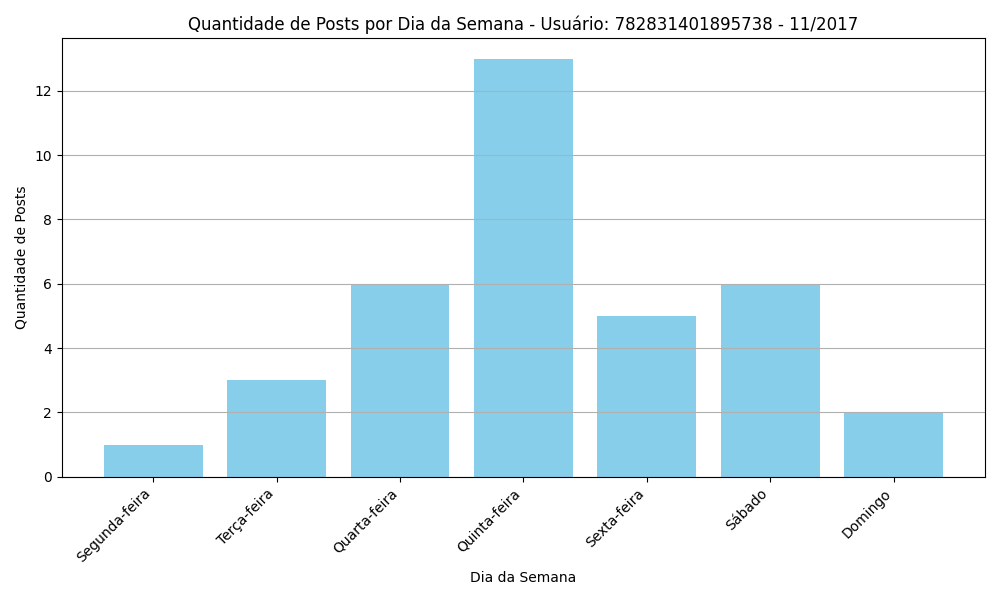 Quantidade de Posts por Dia da Semana - Usuário: 782831401895738 - 11/2017
Quantidade de Posts
12
10
8
6
4
2
0
Segunda-feira
Terça-feira
Quarta-feira
Quinta-feira
Sexta-feira
Sábado
Domingo
Dia da Semana